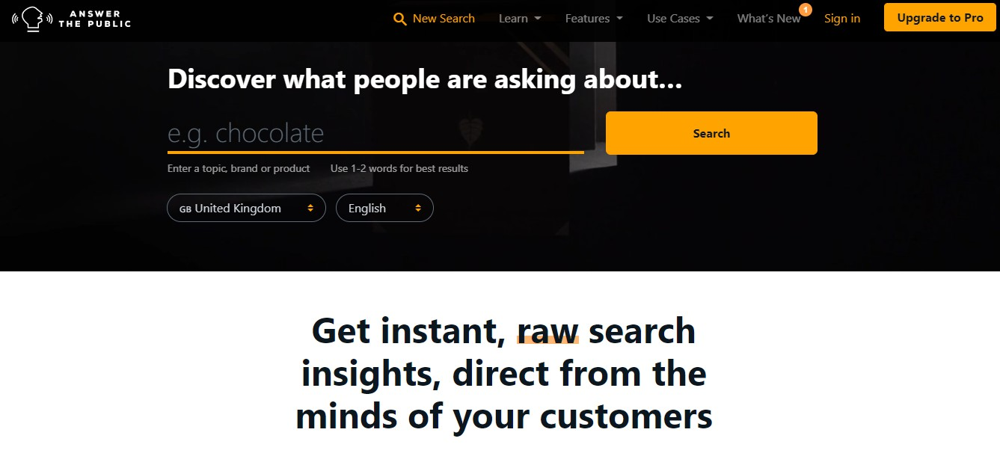 ANSWER
THE PUBLIC
New Search Learn Features Use Cases What's New 1 Sign in Upgrade to Pro
Discover what people are asking about...
e.g. chocolate
Search
Enter a topic, brand or product Use 1-2 words for best results
GB United Kingdom English
Get instant, raw search
insights, direct from the
minds of your customers